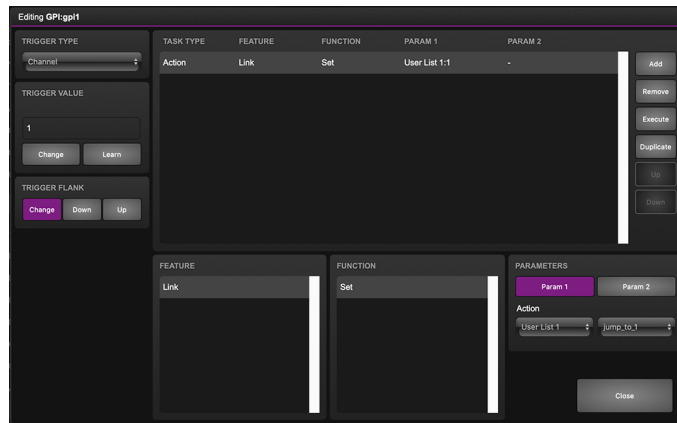 Editing GPI:gpi1
TRIGGER TYPE
Channel
TRIGGER VALUE
1
Change Learn
TRIGGER FLANK
Change Down Up
TASK TYPE FEATURE FUNCTION PARAM 1 PARAM 2
Action Link Set User List 1:1 -
Add
Remove
Execute
Duplicate
Up
Down
FEATURE
Link
FUNCTION
Set
PARAMETERS
Param 1 Param 2
Action
User List 1 jump_to_1
Close